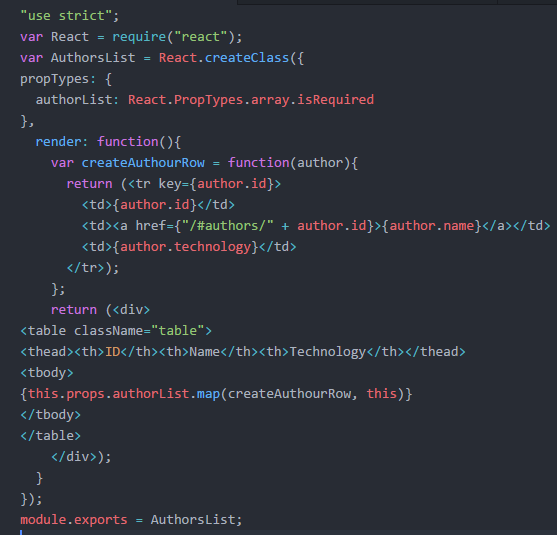 "use strict";
var React = require("react");
var AuthorsList = React.createClass({
propTypes: {
  authorList: React.PropTypes.array.isRequired
},
  render: function(){
    var createAuthourRow = function(author){
      return (<tr key={author.id}>
        <td>{author.id}</td>
        <td><a href={"/#authors/" + author.id}>{author.name}</a></td>
        <td>{author.technology}</td>
      </tr>);
    };
    return (<div>
<table className="table">
<thead><th>ID</th><th>Name</th><th>Technology</th></thead>
<tbody>
{this.props.authorList.map(createAuthourRow, this)}
</tbody>
</table>
    </div>);
  }
});
module.exports = AuthorsList;